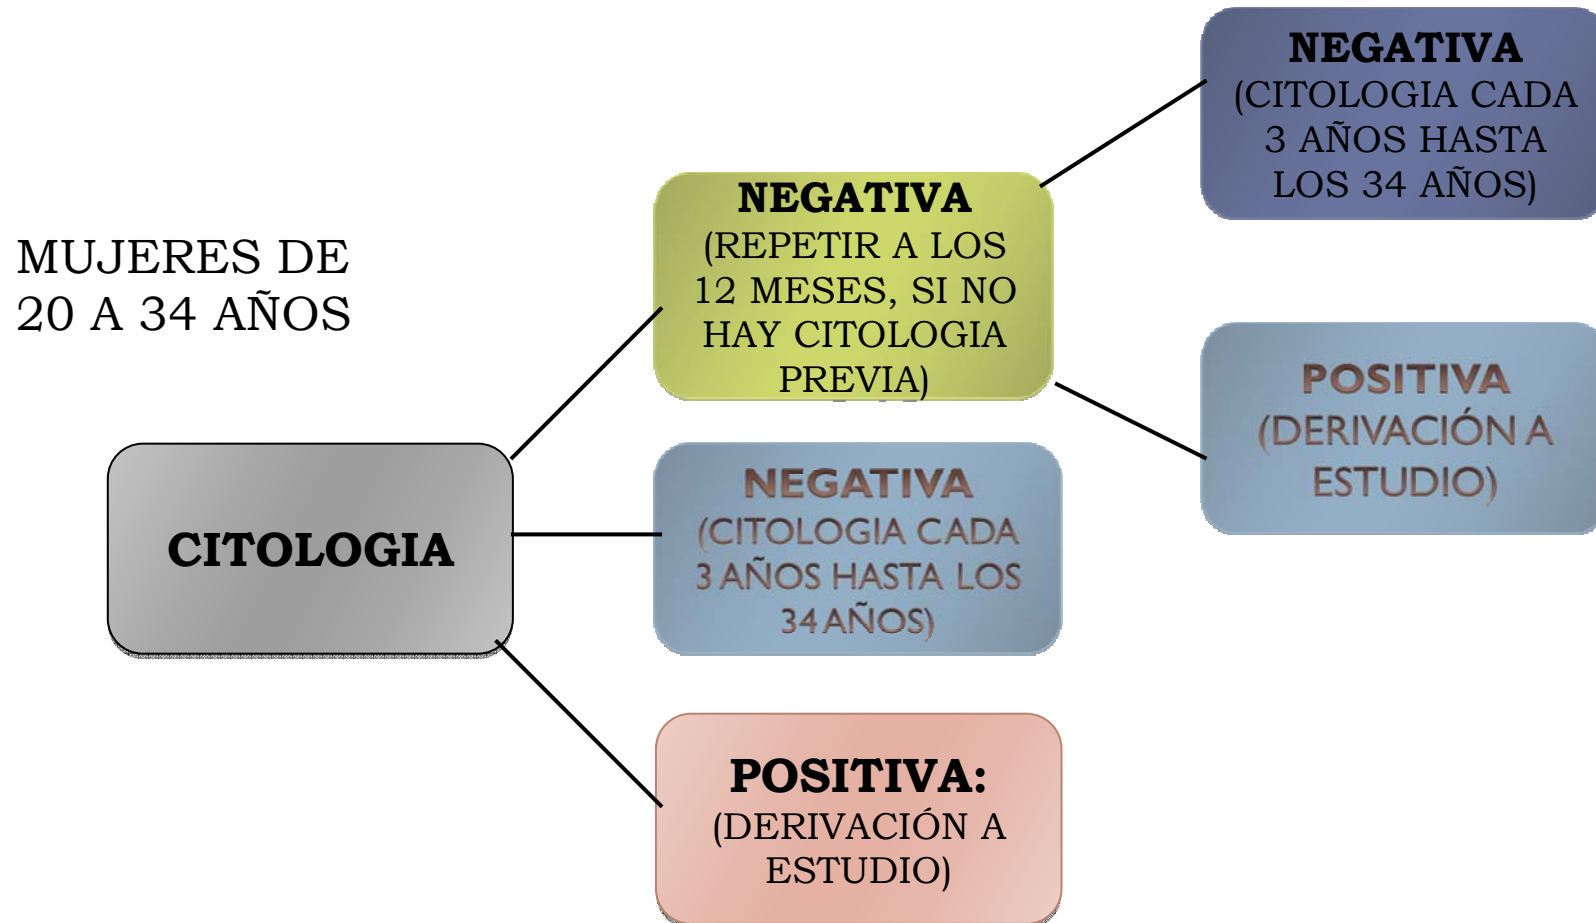 MUJERES DE
20 A 34 AÑOS
CITOLOGIA
NEGATIVA
(REPETIR A LOS
12 MESES, SI NO
HAY CITOLOGIA
PREVIA)
NEGATIVA
(CITOLOGIA CADA
3 AÑOS HASTA LOS
34 AÑOS)
POSITIVA:
(DERIVACIÓN A
ESTUDIO)
NEGATIVA
(CITOLOGIA CADA
3 AÑOS HASTA
LOS 34 AÑOS)
POSITIVA
(DERIVACIÓN A
ESTUDIO)